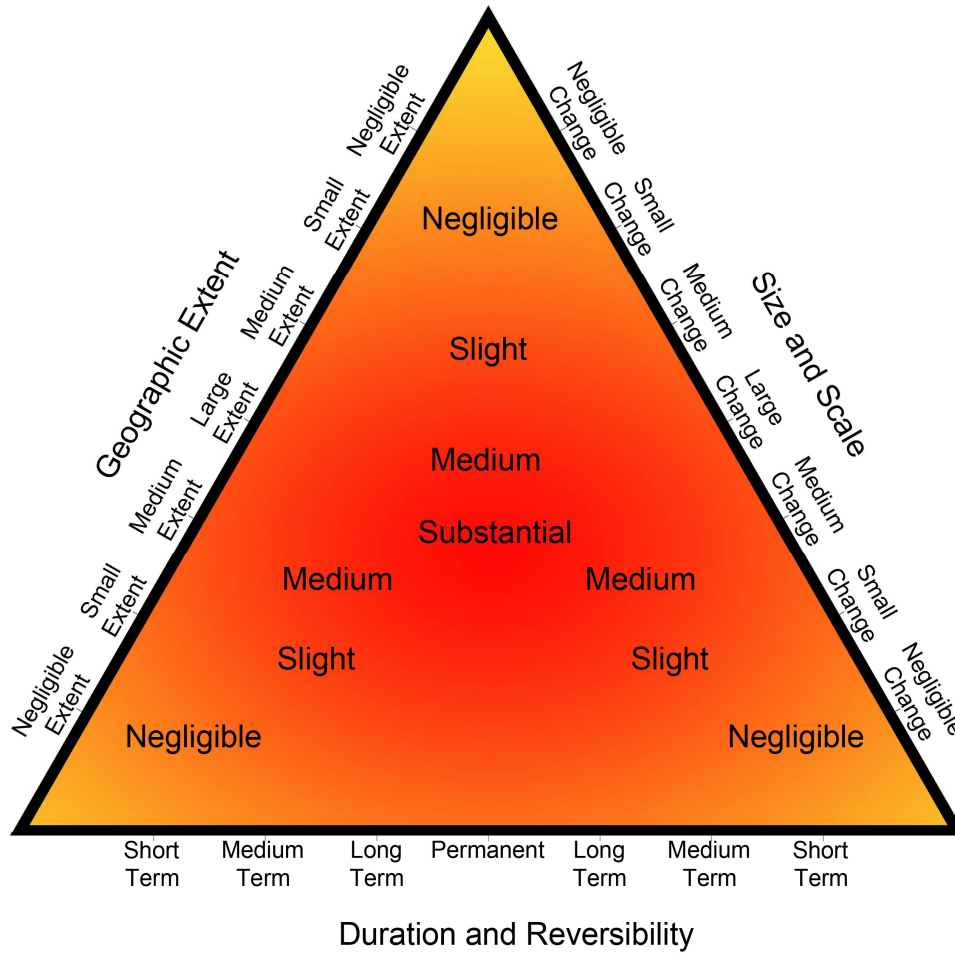 Negligible
Extent
Small
Extent
Medium
Extent
Large
Extent
Medium
Extent
Small
Extent
Negligible
Extent
Geographic Extent
Negligible
Change
Small
Change
Medium
Change
Large
Change
Medium
Change
Small
Change
Negligible
Change
Size and Scale
Negligible
Slight
Medium
Substantial
Medium
Medium
Slight
Slight
Negligible
Negligible
Short
Term
Medium
Term
Long
Term
Permanent
Long
Term
Medium
Term
Short
Term
Duration and Reversibility